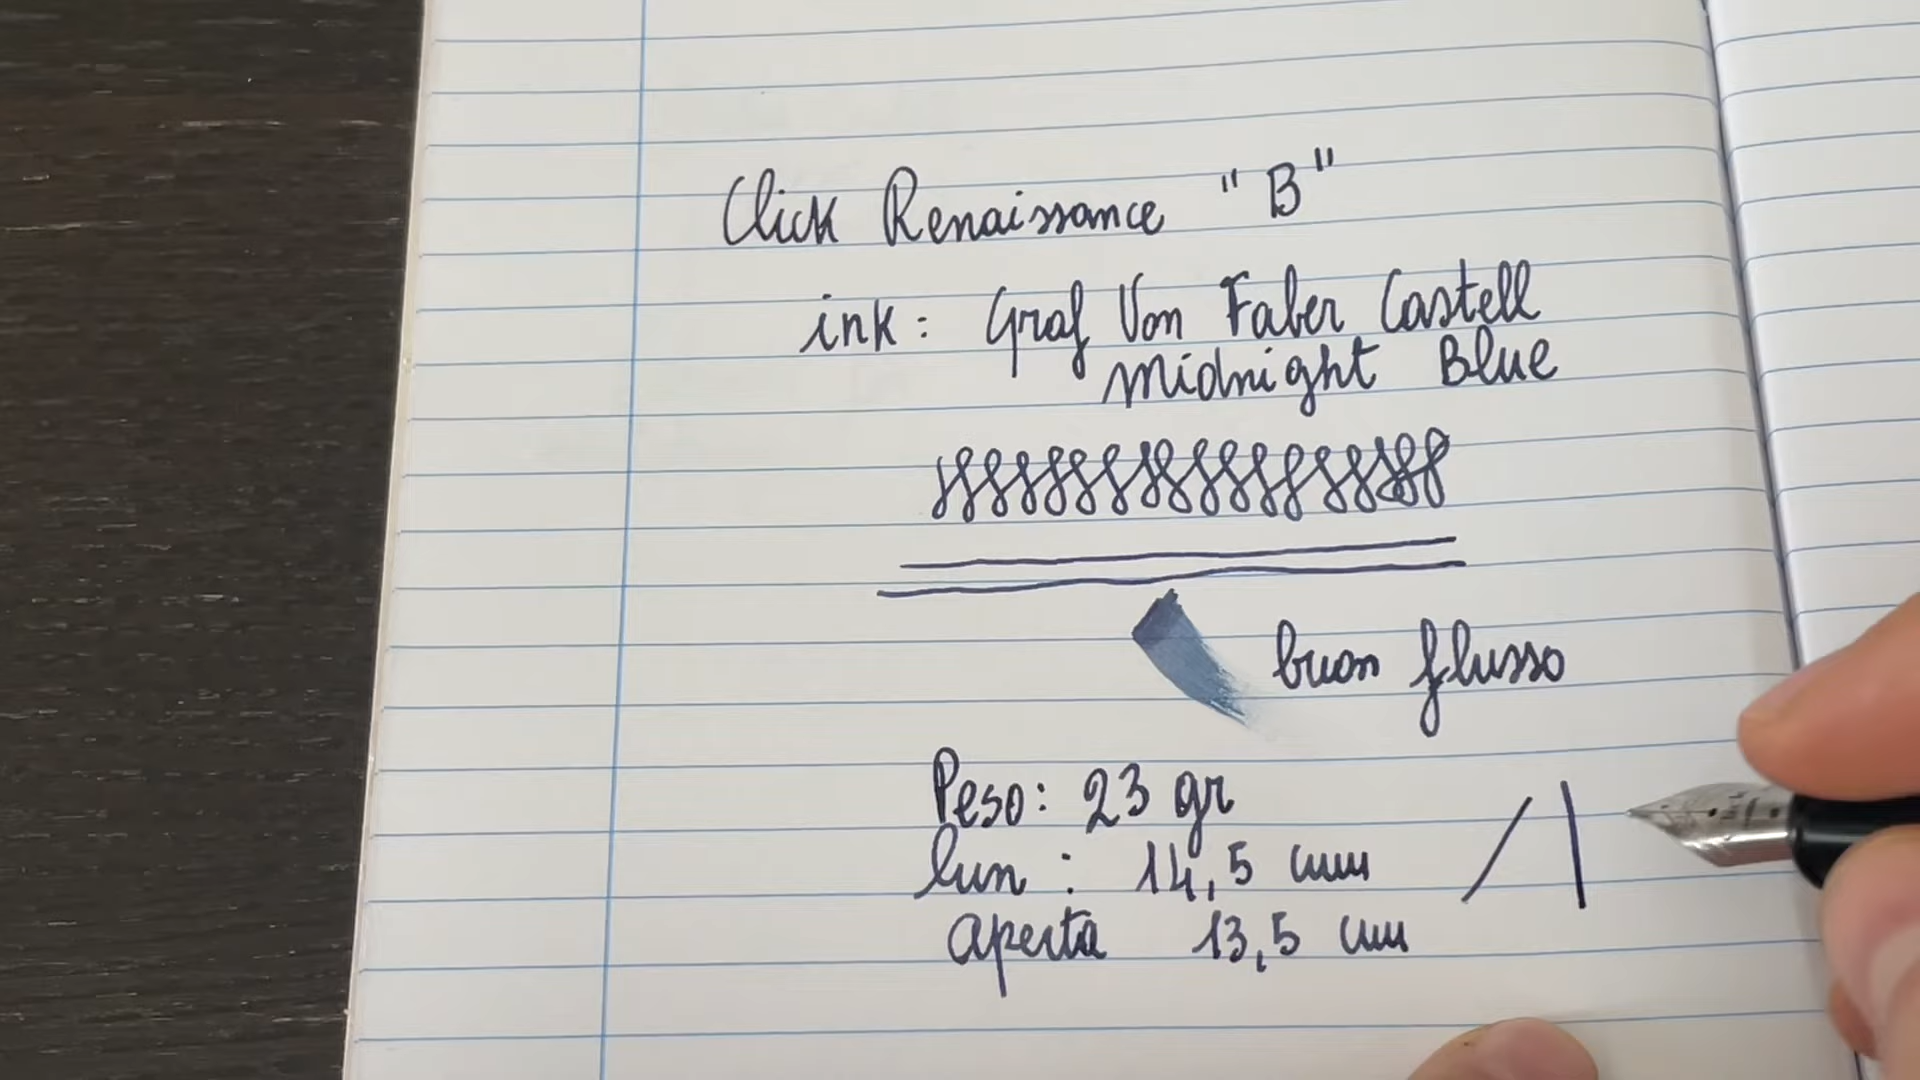 Click Renaissance "B"
ink: Graf Von Faber Castell
Midnight Blue
buon flusso
Peso: 23 gr
lun: 14,5 cm
aperta 13,5 cm